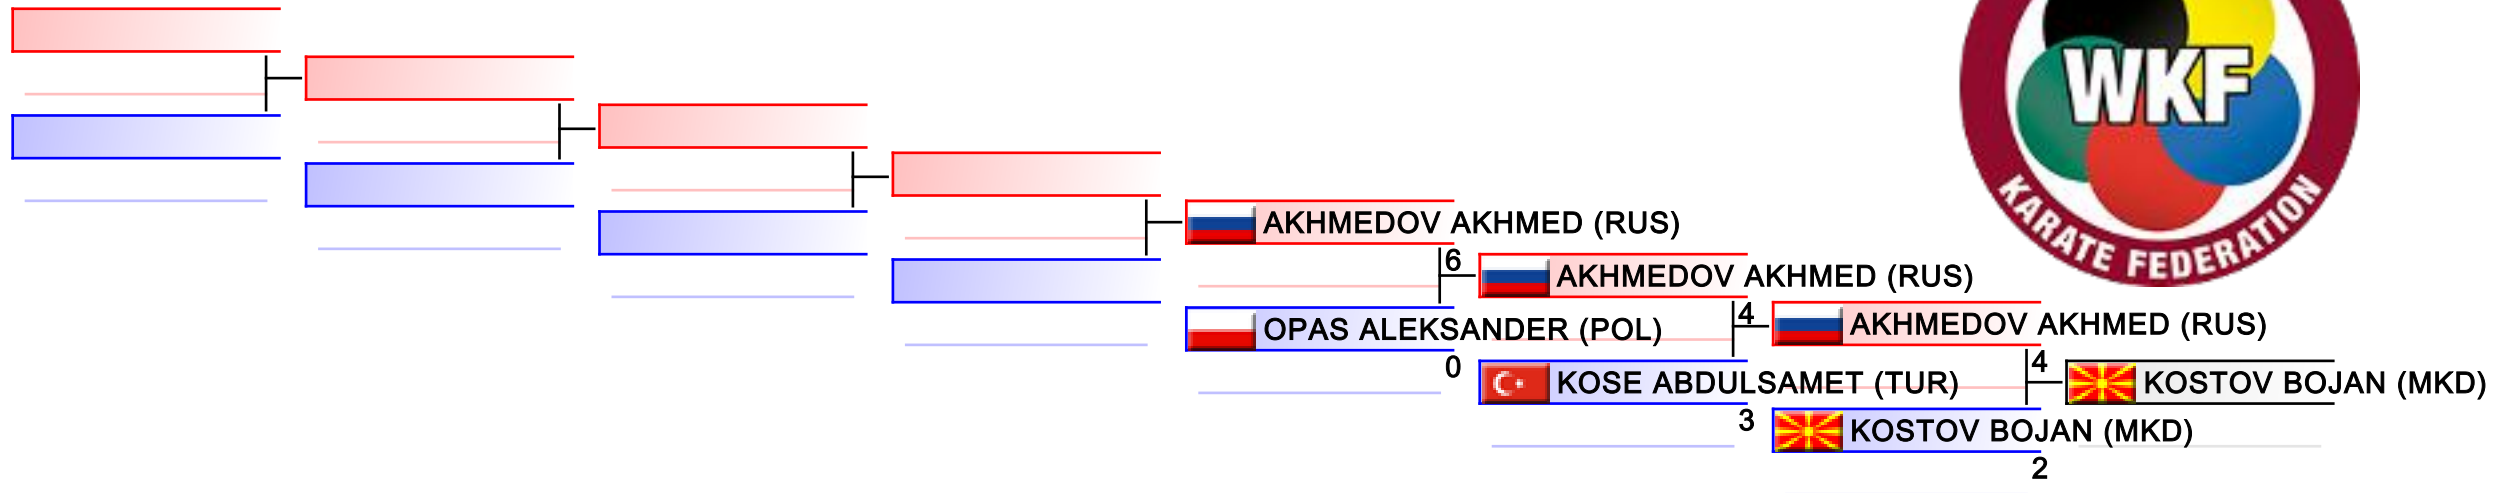 WKF
KARATE FEDERATION
AKHMEDOV AKHMED (RUS)
6
AKHMEDOV AKHMED (RUS)
OPAS ALEKSANDER (POL)
0
4
AKHMEDOV AKHMED (RUS)
KOSE ABDULSAMET (TUR)
3
4
KOSTOV BOJAN (MKD)
KOSTOV BOJAN (MKD)
2